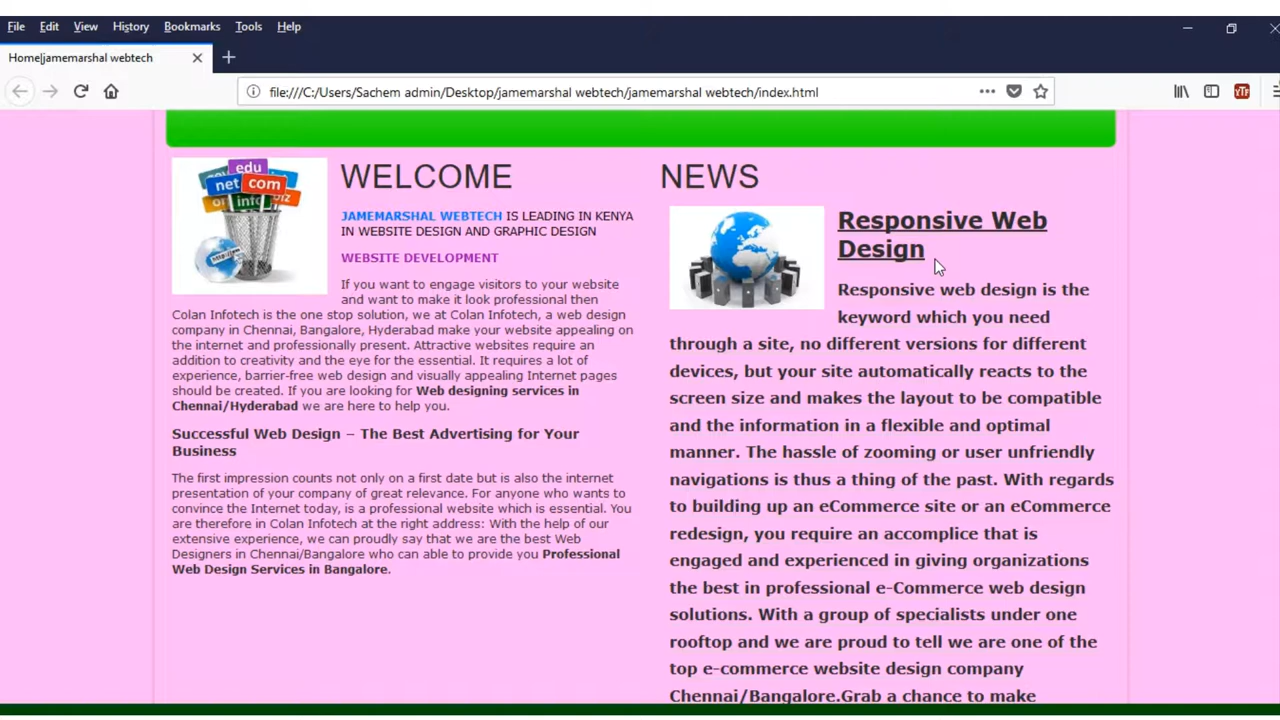 File Edit View History Bookmarks Tools Help
Home|jamemarshal webtech
file:///C:/Users/Sachem admin/Desktop/jamemarshal webtech/jamemarshal webtech/index.html
YTF
edu
net com
info
WELCOME
JAMEMARSHAL WEBTECH IS LEADING IN KENYA
IN WEBSITE DESIGN AND GRAPHIC DESIGN
WEBSITE DEVELOPMENT
If you want to engage visitors to your website
and want to make it look professional then
Colan Infotech is the one stop solution, we at Colan Infotech, a web design
company in Chennai, Bangalore, Hyderabad make your website appealing on
the internet and professionally present. Attractive websites require an
addition to creativity and the eye for the essential. It requires a lot of
experience, barrier-free web design and visually appealing Internet pages
should be created. If you are looking for Web designing services in
Chennai/Hyderabad we are here to help you.
Successful Web Design – The Best Advertising for Your
Business
The first impression counts not only on a first date but is also the internet
presentation of your company of great relevance. For anyone who wants to
convince the Internet today, is a professional website which is essential. You
are therefore in Colan Infotech at the right address: With the help of our
extensive experience, we can proudly say that we are the best Web
Designers in Chennai/Bangalore who can able to provide you Professional
Web Design Services in Bangalore.
NEWS
Responsive Web
Design
Responsive web design is the
keyword which you need
through a site, no different versions for different
devices, but your site automatically reacts to the
screen size and makes the layout to be compatible
and the information in a flexible and optimal
manner. The hassle of zooming or user unfriendly
navigations is thus a thing of the past. With regards
to building up an eCommerce site or an eCommerce
redesign, you require an accomplice that is
engaged and experienced in giving organizations
the best in professional e-Commerce web design
solutions. With a group of specialists under one
rooftop and we are proud to tell we are one of the
top e-commerce website design company
Chennai/Bangalore.Grab a chance to make